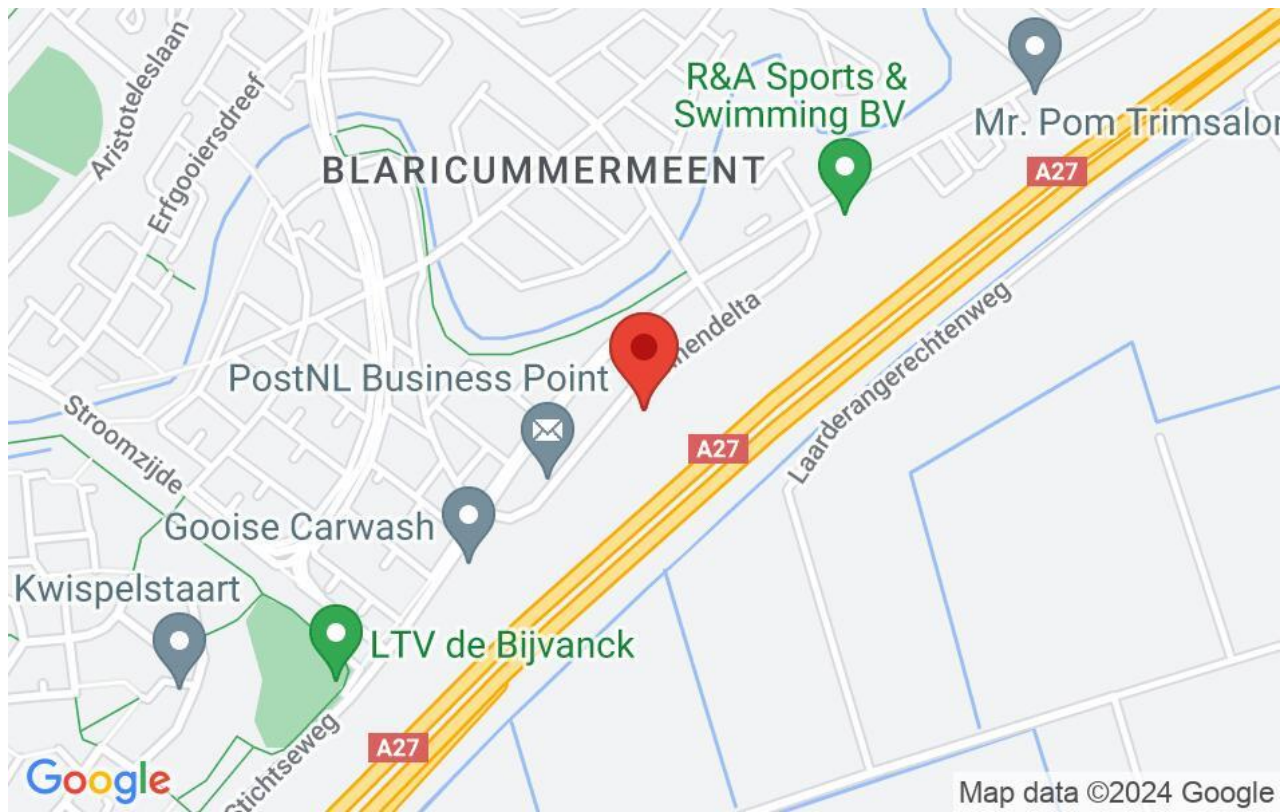 Aristoteleslaan
Erfgooiersdreef
R&A Sports &
Swimming BV
Mr. Pom Trimsalon
BLARICUMMERMEENT
A27
PostNL Business Point
Laarderangerechtenweg
Stroomzijde
A27
Gooise Carwash
Kwispelstaart
LTV de Bijvanck
A27
Stichtseweg
Google
Map data ©2024 Google